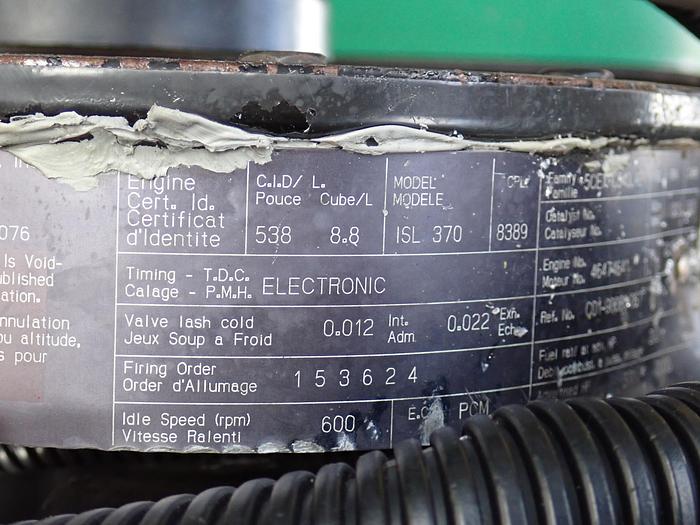 076
Is Void-
ublished
ation.
nnulation
ou altitude,
s pour
Engine
Cert. Id.
Certificat
d'Identite
C.I.D/ L.
Pouce Cube/L
538 8.8
MODEL
MODELE
ISL 370
CPL
8389
Timing - T.D.C.
Calage - P.M.H. ELECTRONIC
Valve lash cold
Jeux Soup a Froid
0.012 Int.
Adm.
0.022 Exh.
Ech.
Firing Order
Order d'Allumage
1 5 3 6 2 4
Idle Speed (rpm)
Vitesse Ralenti
600
E.C. PCM
Family
Famille
Catalyst No.
Catalyseur No.
Engine No.
Moteur No.
Ref. No.
Fuel rate at